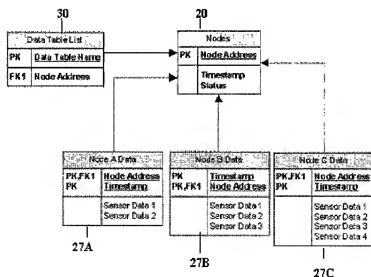 30
20
Data Table List
PK Data Table Name
FK1 Node Address
Nodes
PK Node Address
Timestamp
Status
Node A Data
PK,FK1 Node Address
PK Timestamp
Sensor Data 1
Sensor Data 2
27A
Node B Data
PK Timestamp
PK,FK1 Node Address
Sensor Data 1
Sensor Data 2
Sensor Data 3
27B
Node C Data
PK,FK1 Node Address
PK Timestamp
Sensor Data 1
Sensor Data 2
Sensor Data 3
Sensor Data 4
27C